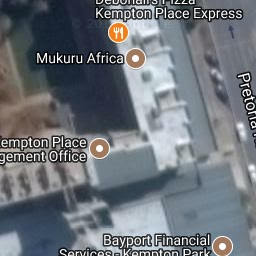 Debonairs Pizza
Kempton Place Express
Mukuru Africa
Kempton Place
gement Office
Pretoria
Bayport Financial
Services - Kempton Park